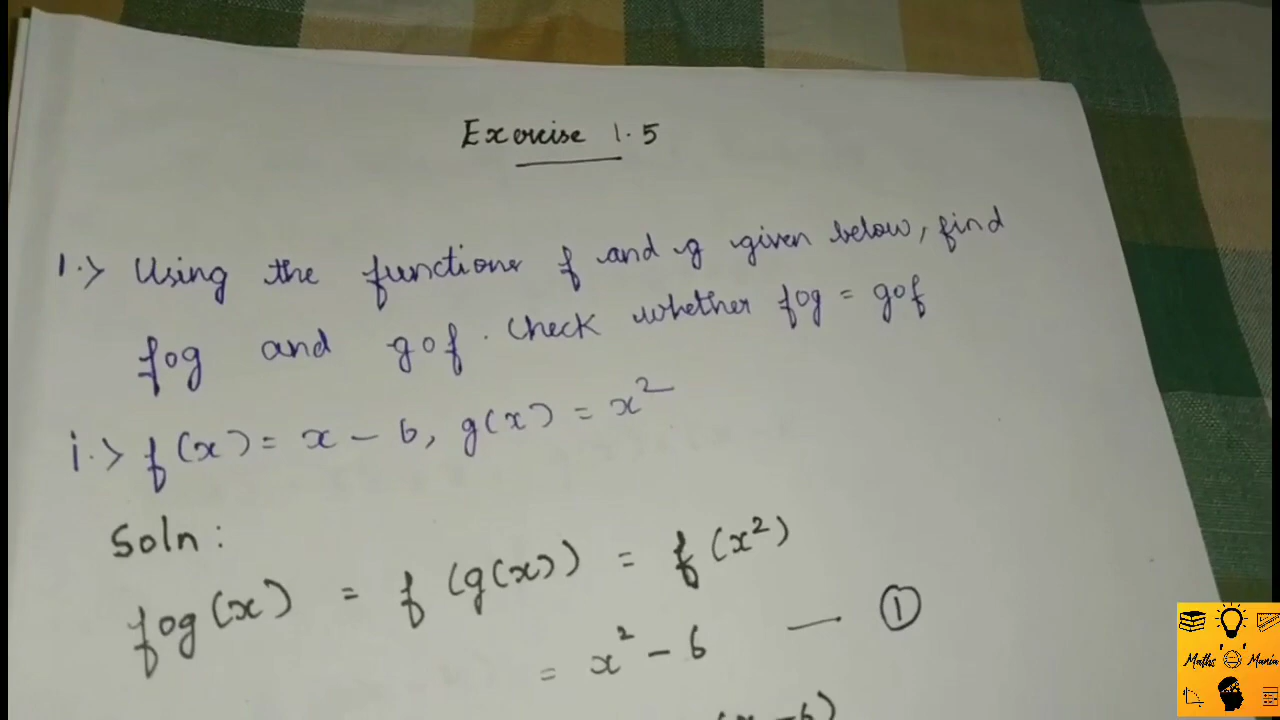 Exercise 1.5
1.> Using the functions f and g given below, find
fog and gof. Check whether fog = gof
i.> f(x) = x - 6, g(x) = x²
Soln:
fog(x) = f(g(x)) = f(x²)
= x² - 6 — ①
(x-6)
Maths Mania